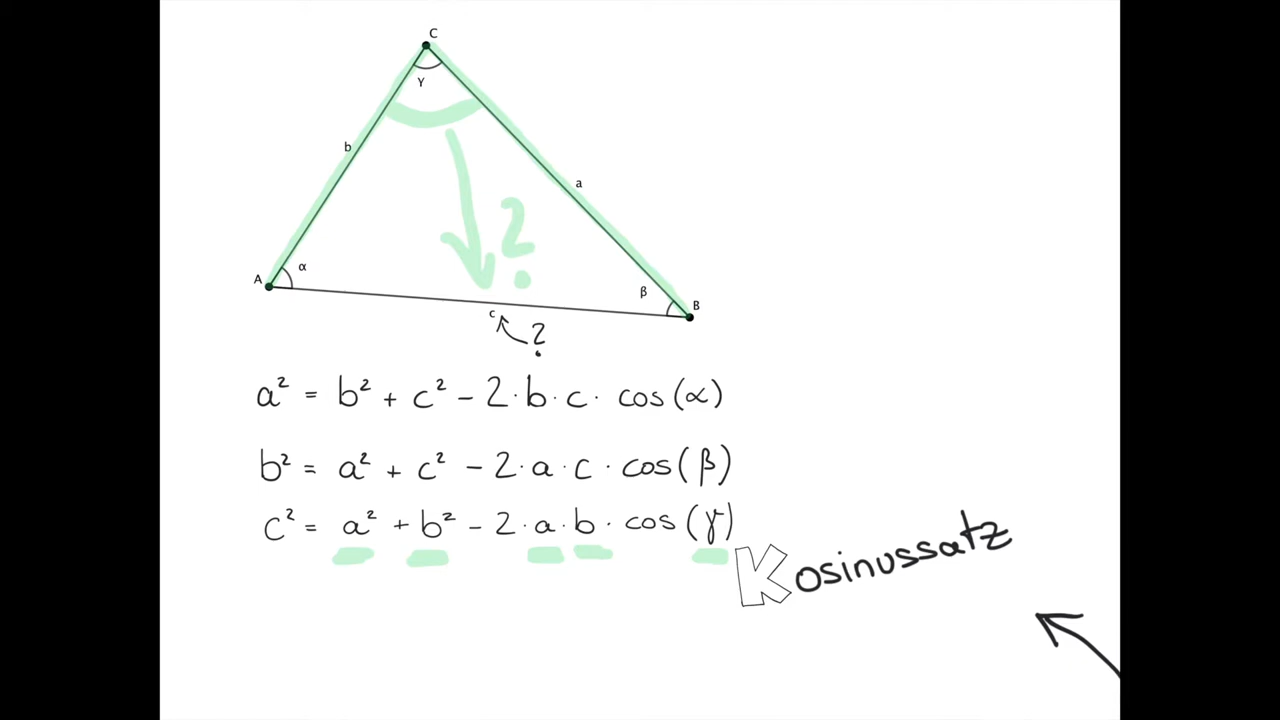 C
γ
b
a
A
α
β
B
c
?
?
a² = b² + c² - 2·b·c· cos(α)
b² = a² + c² - 2·a·c· cos(β)
c² = a² + b² - 2·a·b· cos(γ)
Kosinussatz